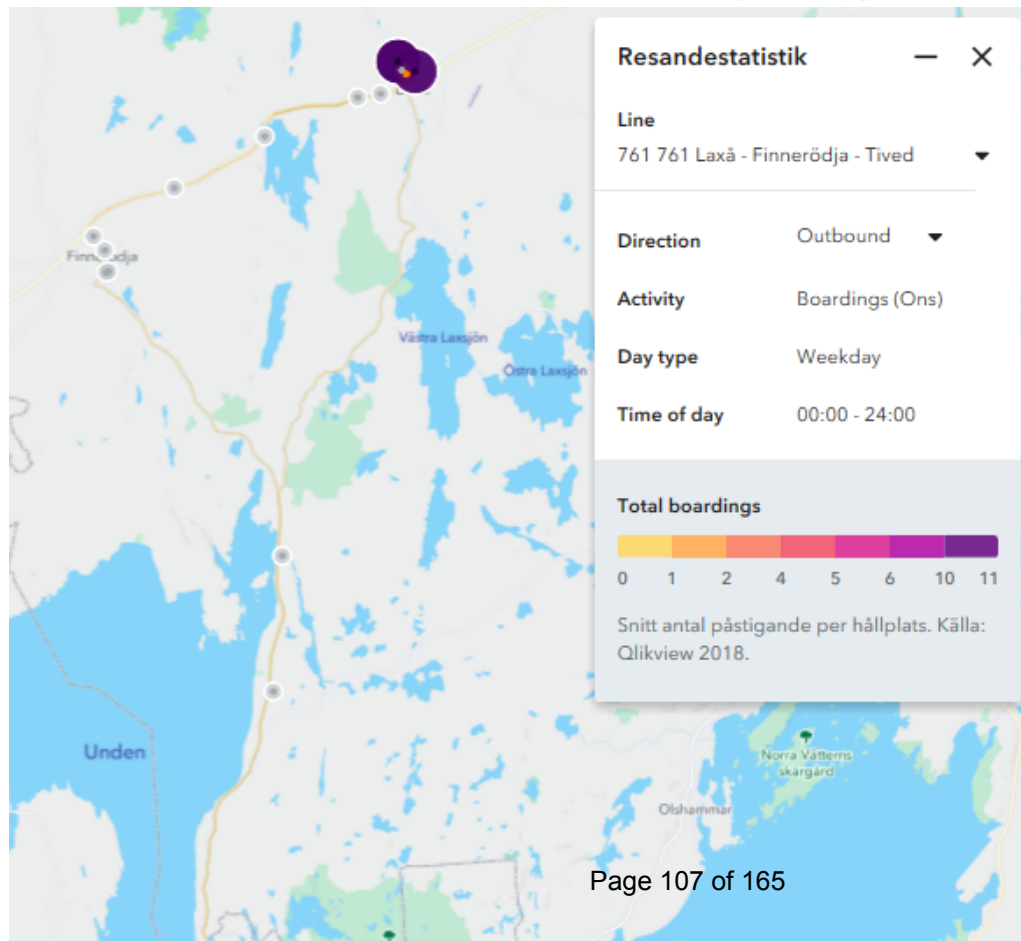 Resandestatistik
Line
761 761 Laxå - Finnerödja - Tived
Direction Outbound
Activity Boardings (Ons)
Day type Weekday
Time of day 00:00 - 24:00
Total boardings
0 1 2 4 5 6 10 11
Snitt antal påstigande per hållplats. Källa:
Qlikview 2018.
Finnerödja
Västra Laxsjön
Östra Laxsjön
Unden
Norra Vätterns
skärgård
Olshammar
Page 107 of 165